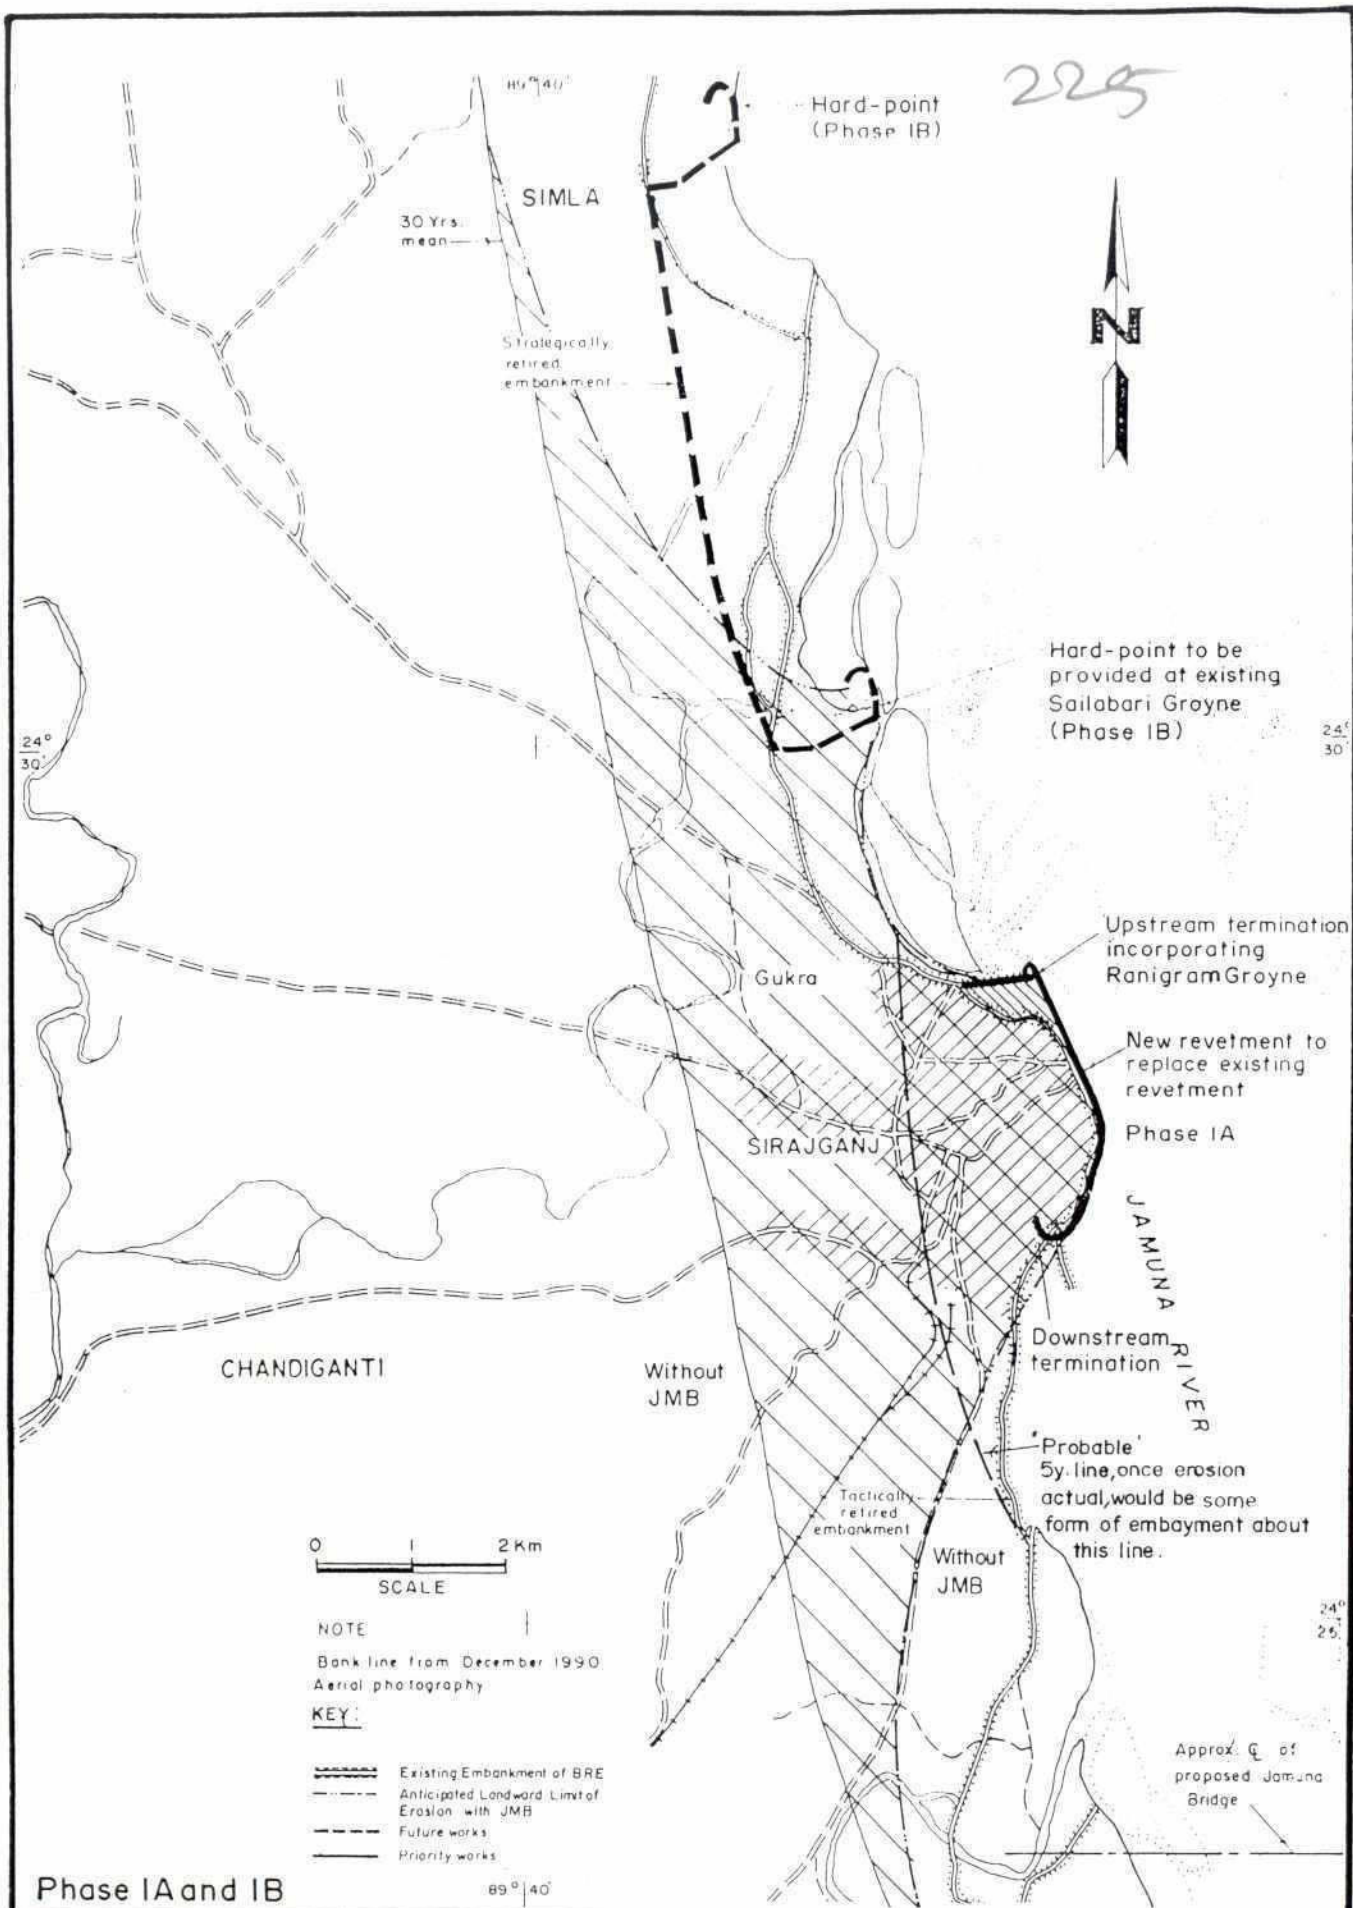 225
89° 40'
Hard-point
(Phase IB)
SIMLA
30 Yrs.
mean
N
Strategically
retired
embankment
Hard-point to be
provided at existing
Sailabari Groyne
(Phase IB)
24°
30'
24°
30'
Upstream termination
incorporating
Ranigram Groyne
Gukra
New revetment to
replace existing
revetment
Phase IA
SIRAJGANJ
JAMUNA RIVER
Downstream
termination
CHANDIGANTI
Without
JMB
'Probable'
5y. line, once erosion
actual, would be some
form of embayment about
this line.
Tactically
retired
embankment
Without
JMB
0 1 2 Km
SCALE
24°
25'
NOTE
Bank line from December 1990
Aerial photography
KEY:
Existing Embankment of BRE
Anticipated Landward Limit of
Erosion with JMB
Future works
Priority works
Approx. ℄ of
proposed Jamuna
Bridge
Phase IA and IB
89° 40'